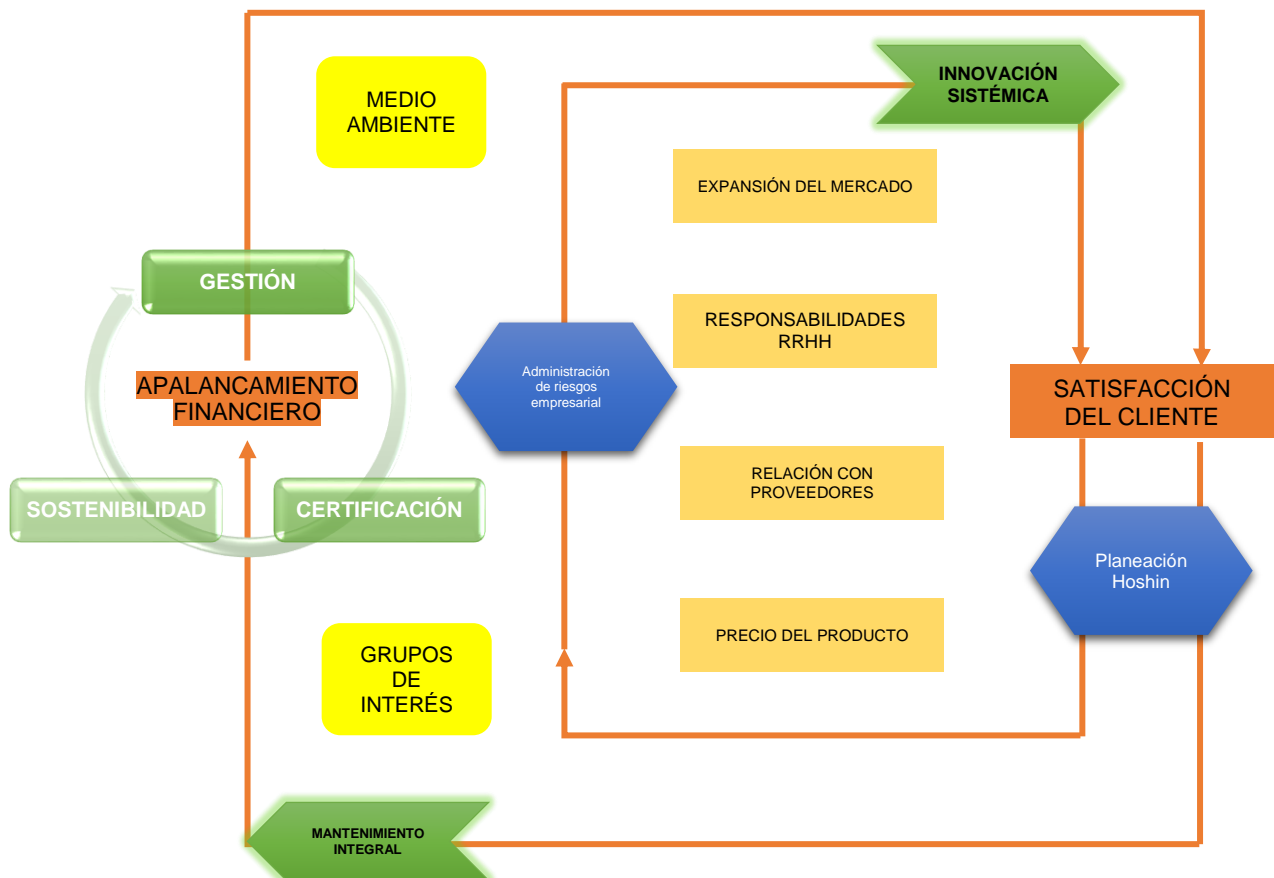 MEDIO
AMBIENTE
INNOVACIÓN
SISTÉMICA
EXPANSIÓN DEL MERCADO
GESTIÓN
RESPONSABILIDADES
RRHH
APALANCAMIENTO
FINANCIERO
Administración
de riesgos
empresarial
SATISFACCIÓN
DEL CLIENTE
SOSTENIBILIDAD
CERTIFICACIÓN
RELACIÓN CON
PROVEEDORES
Planeación
Hoshin
PRECIO DEL PRODUCTO
GRUPOS
DE
INTERÉS
MANTENIMIENTO
INTEGRAL